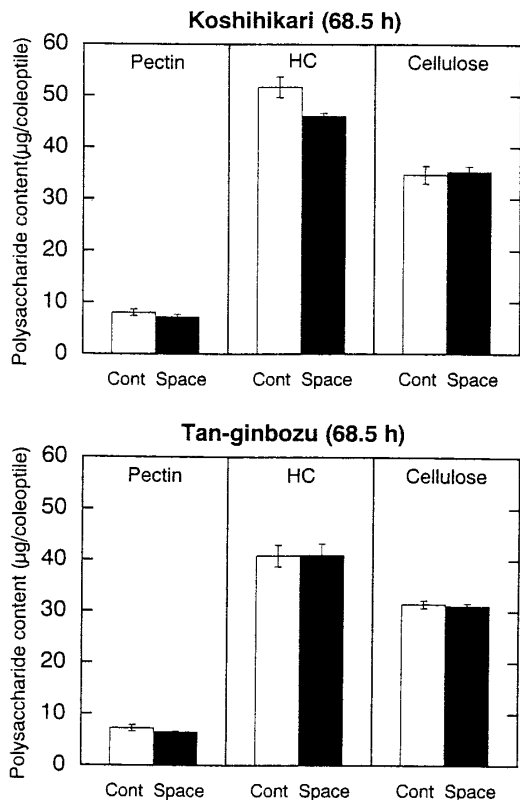 Koshihikari (68.5 h)
Polysaccharide content(µg/coleoptile)
60
50
40
30
20
10
0
Pectin
HC
Cellulose
Cont Space
Cont Space
Cont Space
Tan-ginbozu (68.5 h)
Polysaccharide content (µg/coleoptile)
60
50
40
30
20
10
0
Pectin
HC
Cellulose
Cont Space
Cont Space
Cont Space